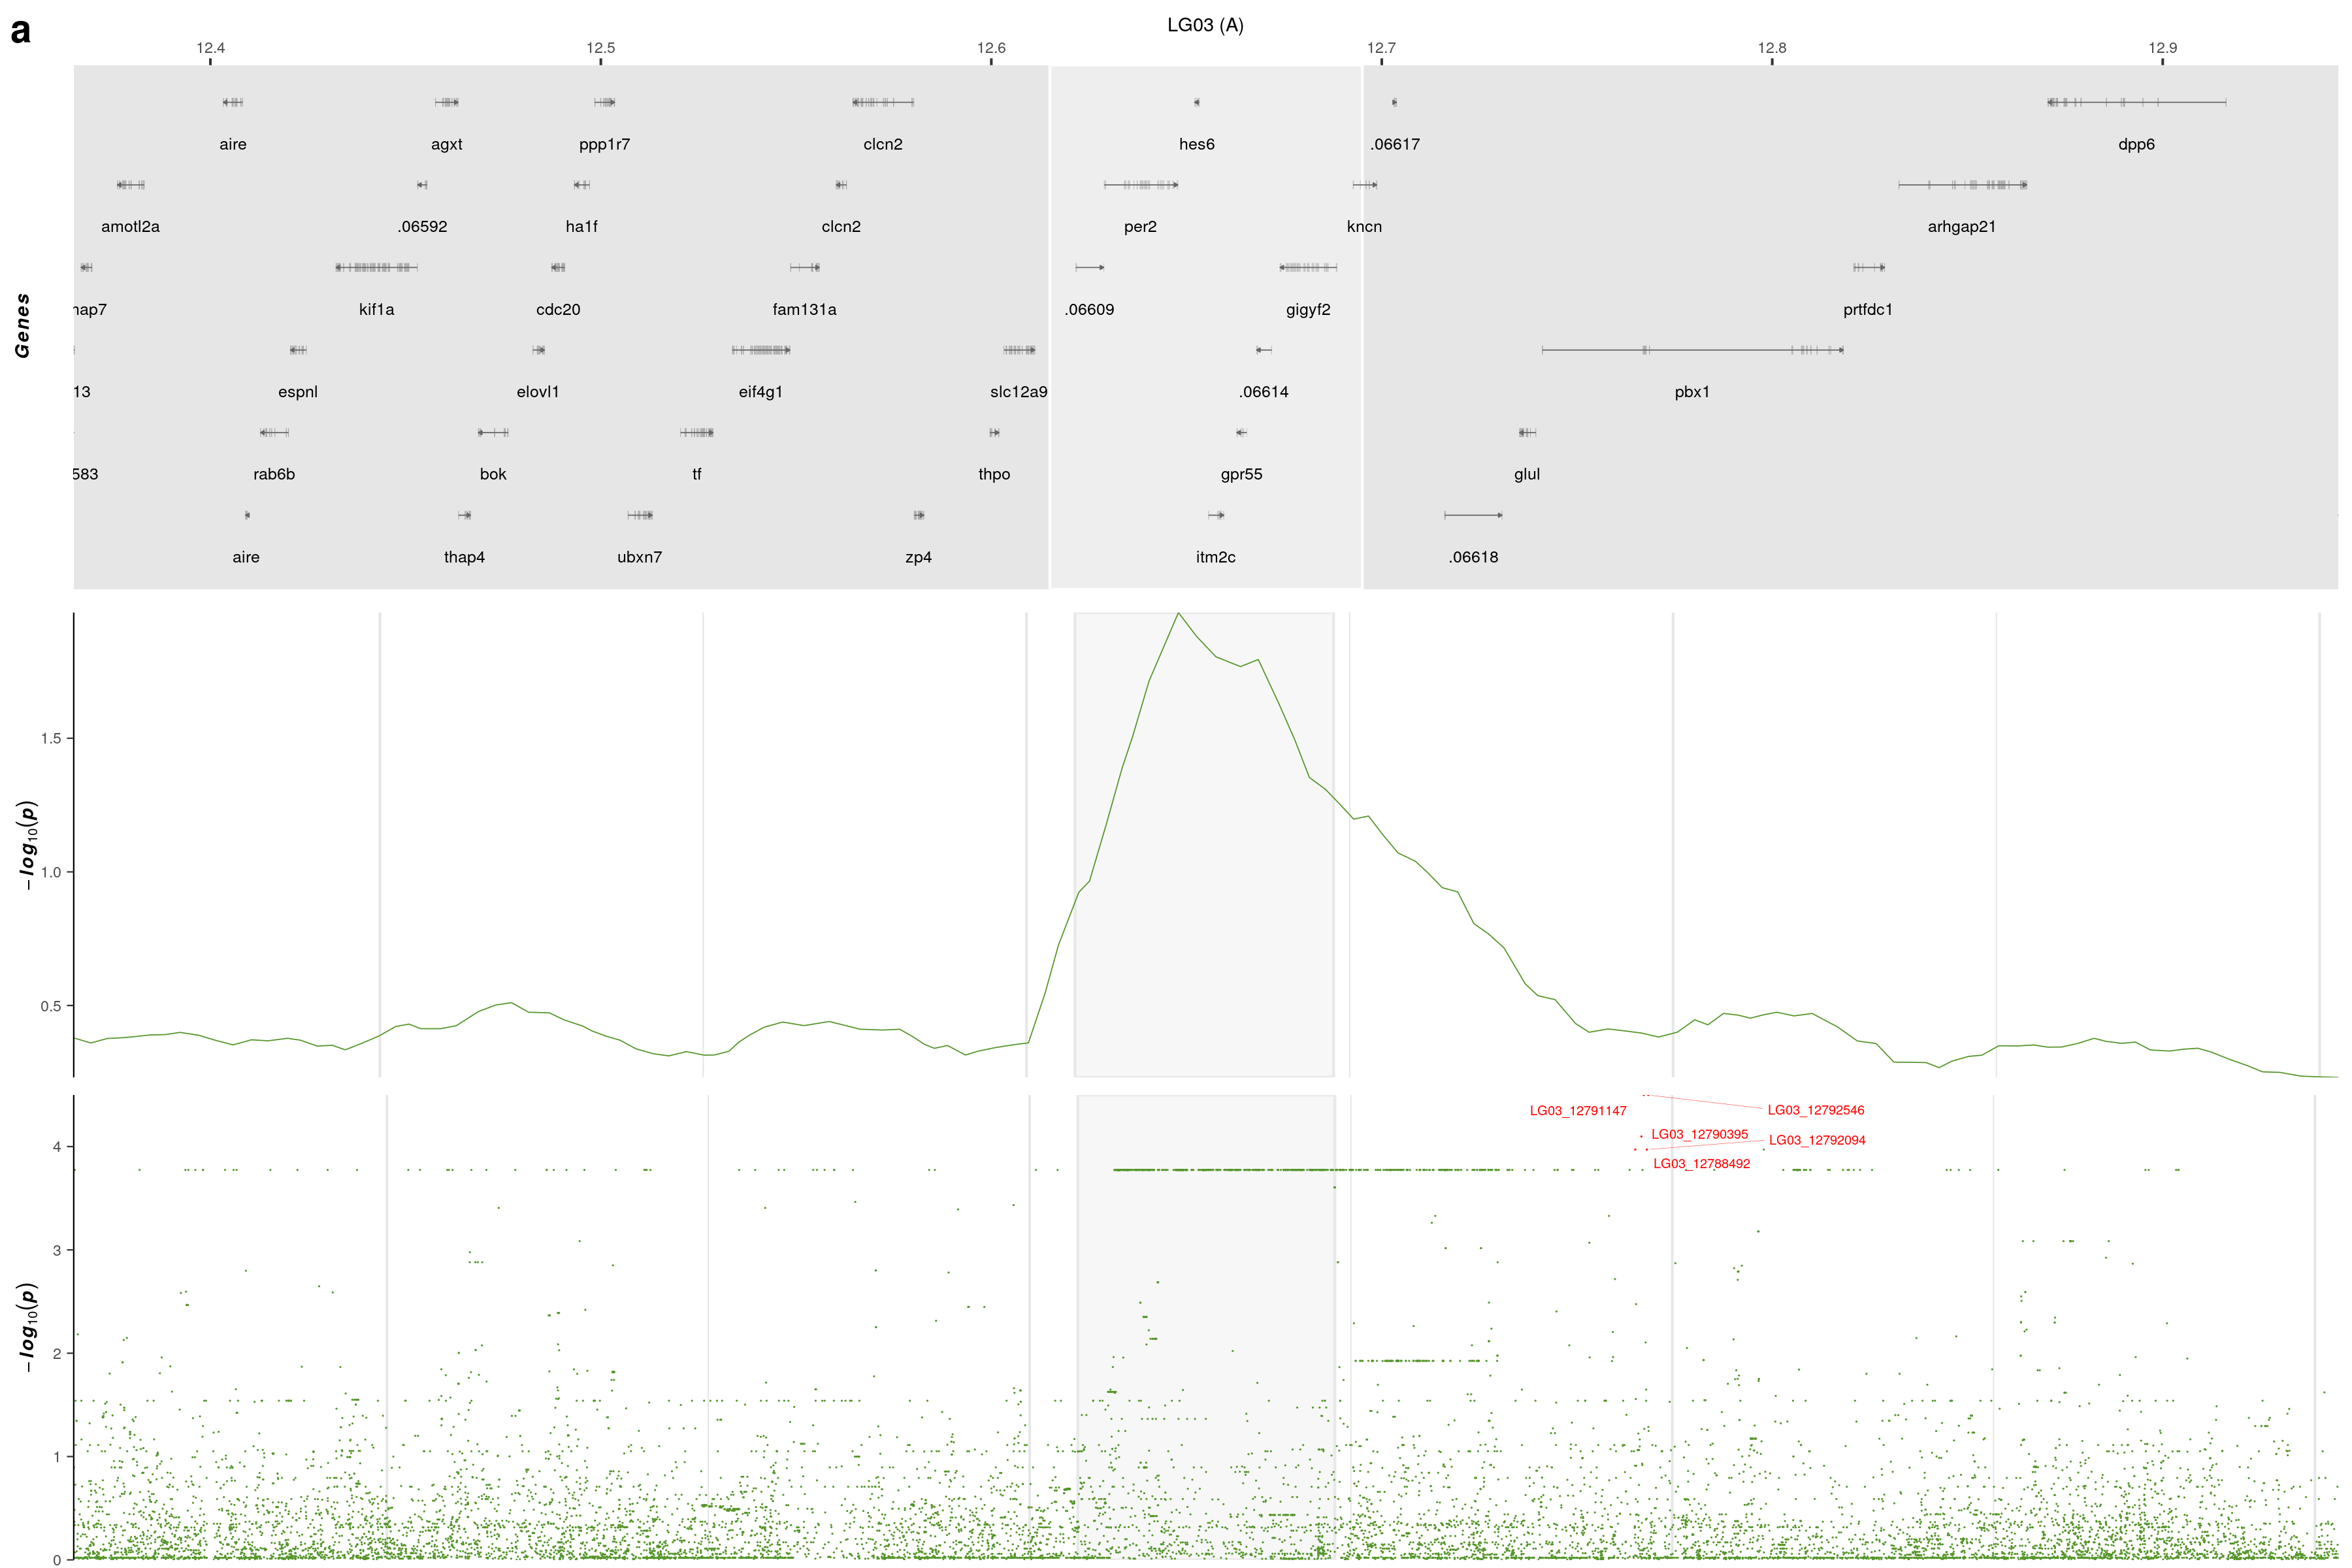 a
LG03 (A)
12.4 12.5 12.6 12.7 12.8 12.9
Genes
aire agxt ppp1r7 clcn2 hes6 .06617 dpp6
amotl2a .06592 ha1f clcn2 per2 kncn arhgap21
hap7 kif1a cdc20 fam131a .06609 gigyf2 prtfdc1
13 espnl elovl1 eif4g1 slc12a9 .06614 pbx1
583 rab6b bok tf thpo gpr55 glul
aire thap4 ubxn7 zp4 itm2c .06618
−log10(p)
1.5
1.0
0.5
−log10(p)
LG03_12791147 LG03_12792546
LG03_12790395 LG03_12792094
LG03_12788492
4
3
2
1
0